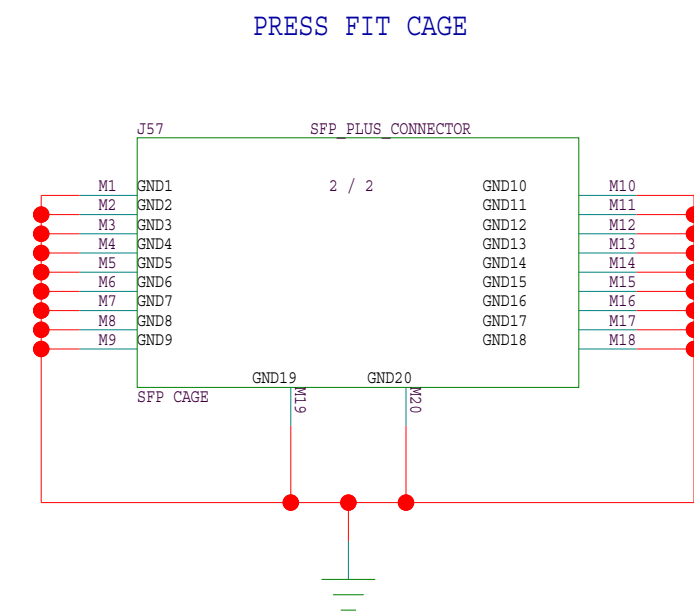 PRESS FIT CAGE
J57 SFP_PLUS_CONNECTOR
2 / 2
M1 GND1 GND10 M10
M2 GND2 GND11 M11
M3 GND3 GND12 M12
M4 GND4 GND13 M13
M5 GND5 GND14 M14
M6 GND6 GND15 M15
M7 GND7 GND16 M16
M8 GND8 GND17 M17
M9 GND9 GND18 M18
GND19 GND20
SFP CAGE M19 M20